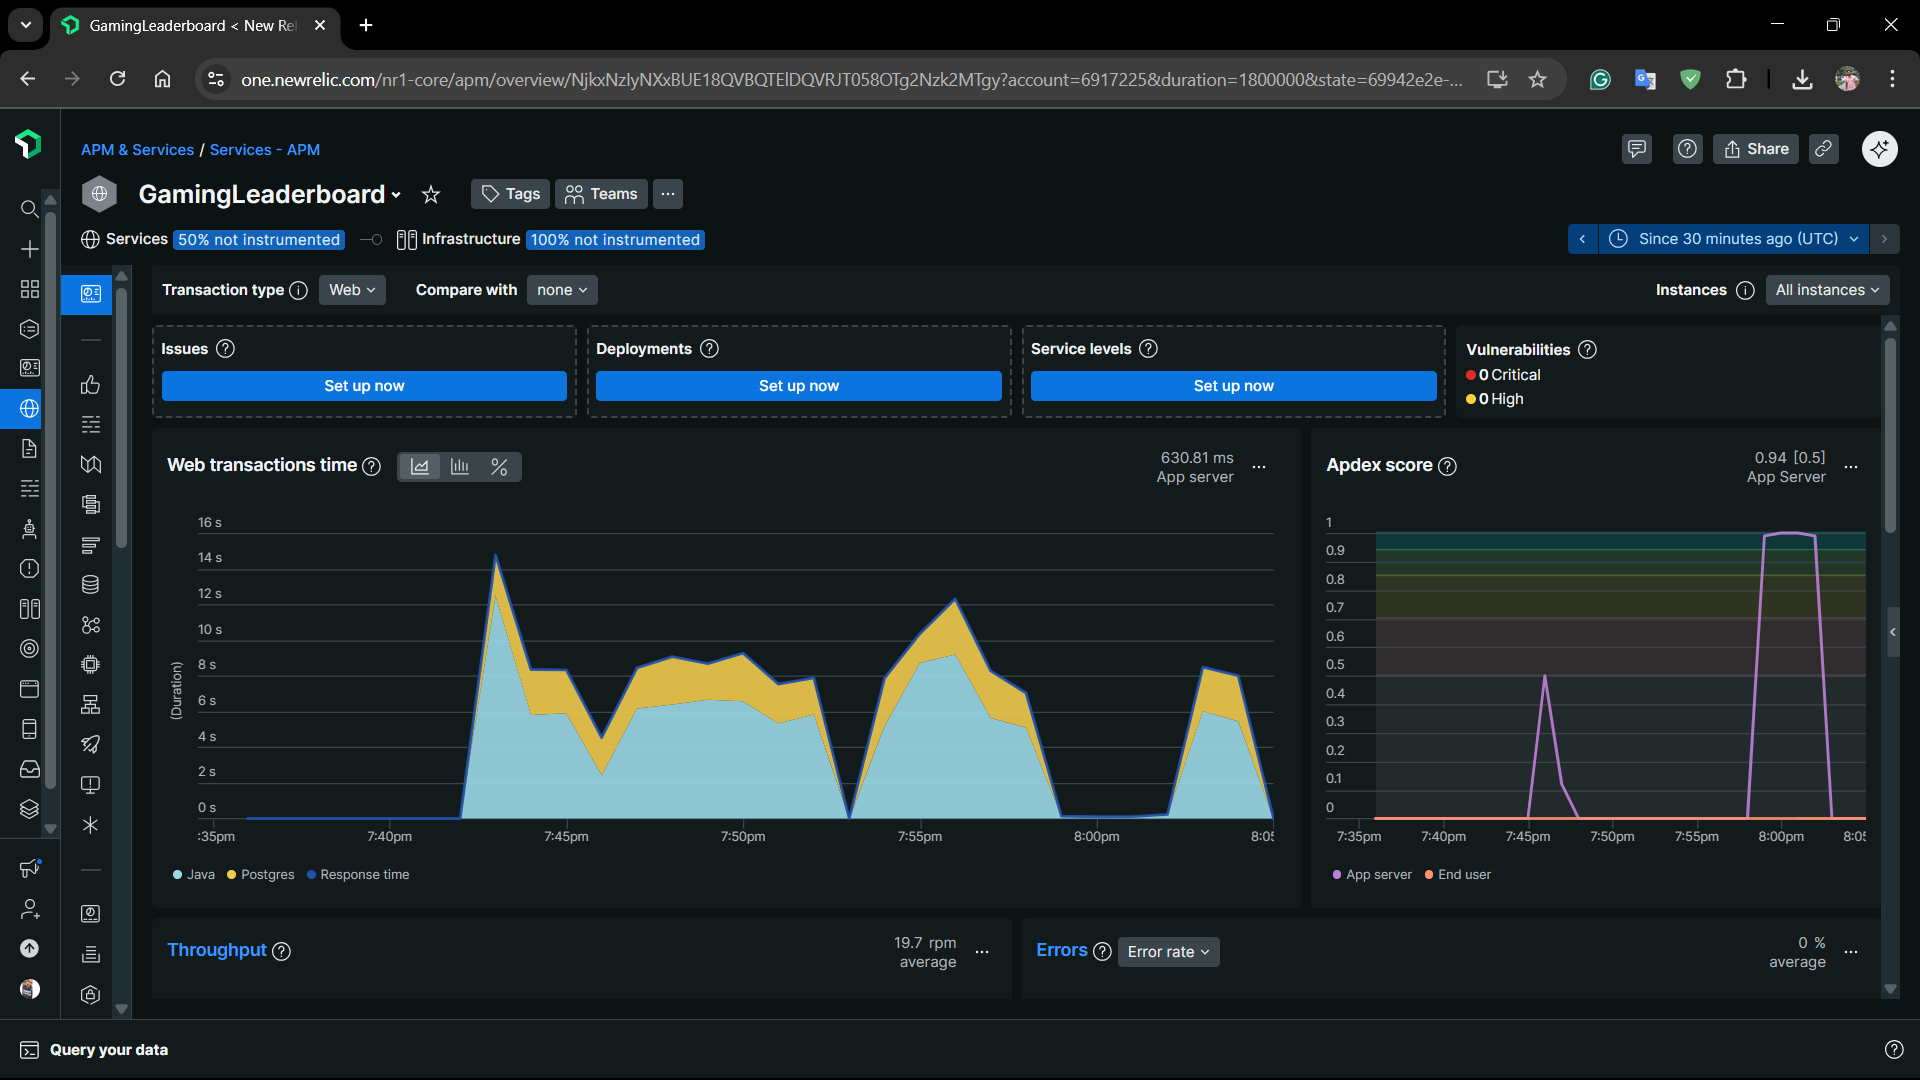 GamingLeaderboard < New Rel
one.newrelic.com/nr1-core/apm/overview/NjkxNzIyNXxBUE18QVBQTElDQVRJT058OTg2Nzk2MTgy?account=6917225&duration=1800000&state=69942e2e-...
APM & Services / Services - APM
Share
GamingLeaderboard
Tags
Teams
Services 50% not instrumented
Infrastructure 100% not instrumented
Since 30 minutes ago (UTC)
Transaction type Web
Compare with none
Instances All instances
Issues
Set up now
Deployments
Set up now
Service levels
Set up now
Vulnerabilities
0 Critical
0 High
Web transactions time
630.81 ms
App server
16 s
14 s
12 s
10 s
8 s
6 s
4 s
2 s
0 s
(Duration)
:35pm 7:40pm 7:45pm 7:50pm 7:55pm 8:00pm 8:05
Java Postgres Response time
Apdex score
0.94 [0.5]
App Server
1
0.9
0.8
0.7
0.6
0.5
0.4
0.3
0.2
0.1
0
7:35pm 7:40pm 7:45pm 7:50pm 7:55pm 8:00pm 8:05
App server End user
Throughput
19.7 rpm
average
Errors Error rate
0 %
average
Query your data